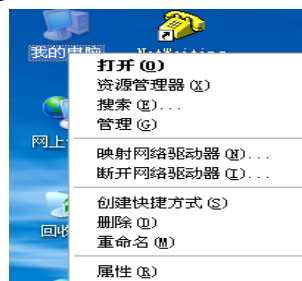 我的电脑
NetMeeting
打开(O)
资源管理器(X)
搜索(E)...
管理(G)
网上
映射网络驱动器(N)...
断开网络驱动器(I)...
创建快捷方式(S)
删除(D)
回收
重命名(M)
属性(R)